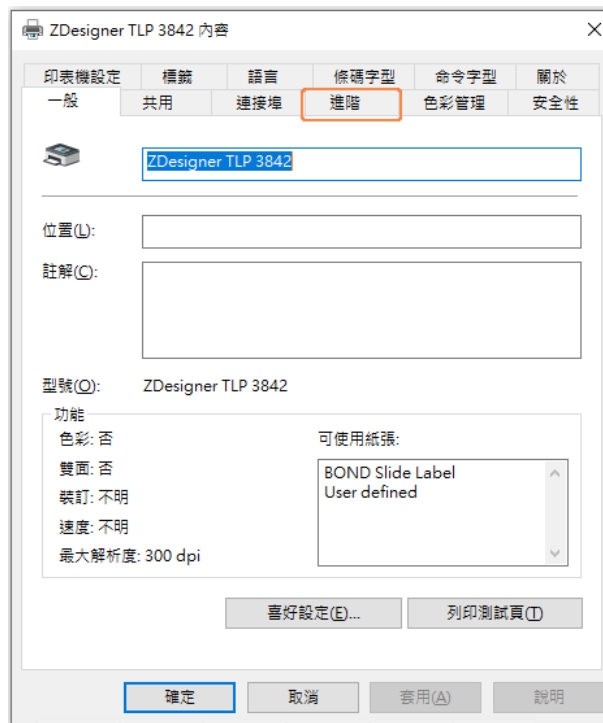 ZDesigner TLP 3842 內容
印表機設定 標籤 語言 條碼字型 命令字型 關於
一般 共用 連接埠 進階 色彩管理 安全性
ZDesigner TLP 3842
位置(L):
註解(C):
型號(O): ZDesigner TLP 3842
功能
色彩: 否 可使用紙張:
雙面: 否 BOND Slide Label
裝訂: 不明 User defined
速度: 不明
最大解析度: 300 dpi
喜好設定(E)... 列印測試頁(T)
確定 取消 套用(A) 說明